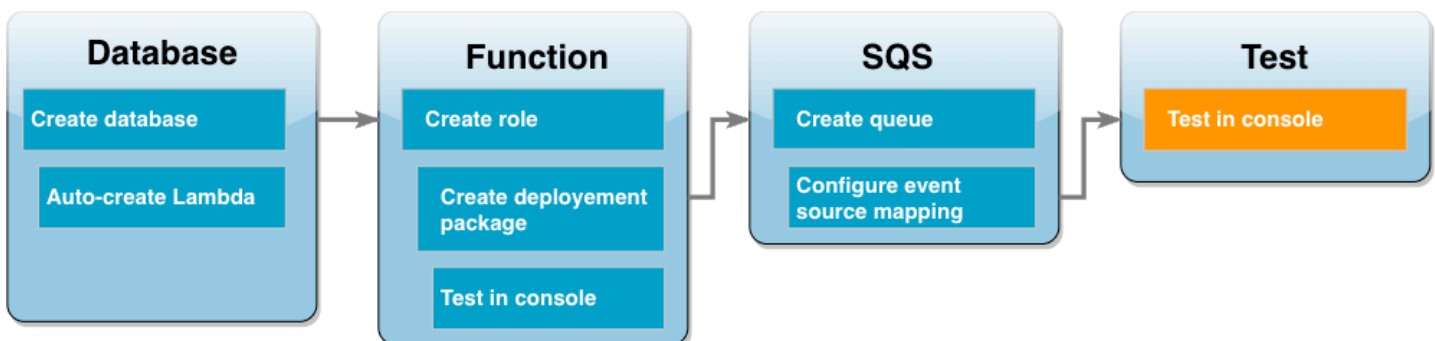 Database
Create database
Auto-create Lambda
Function
Create role
Create deployement
package
Test in console
SQS
Create queue
Configure event
source mapping
Test
Test in console